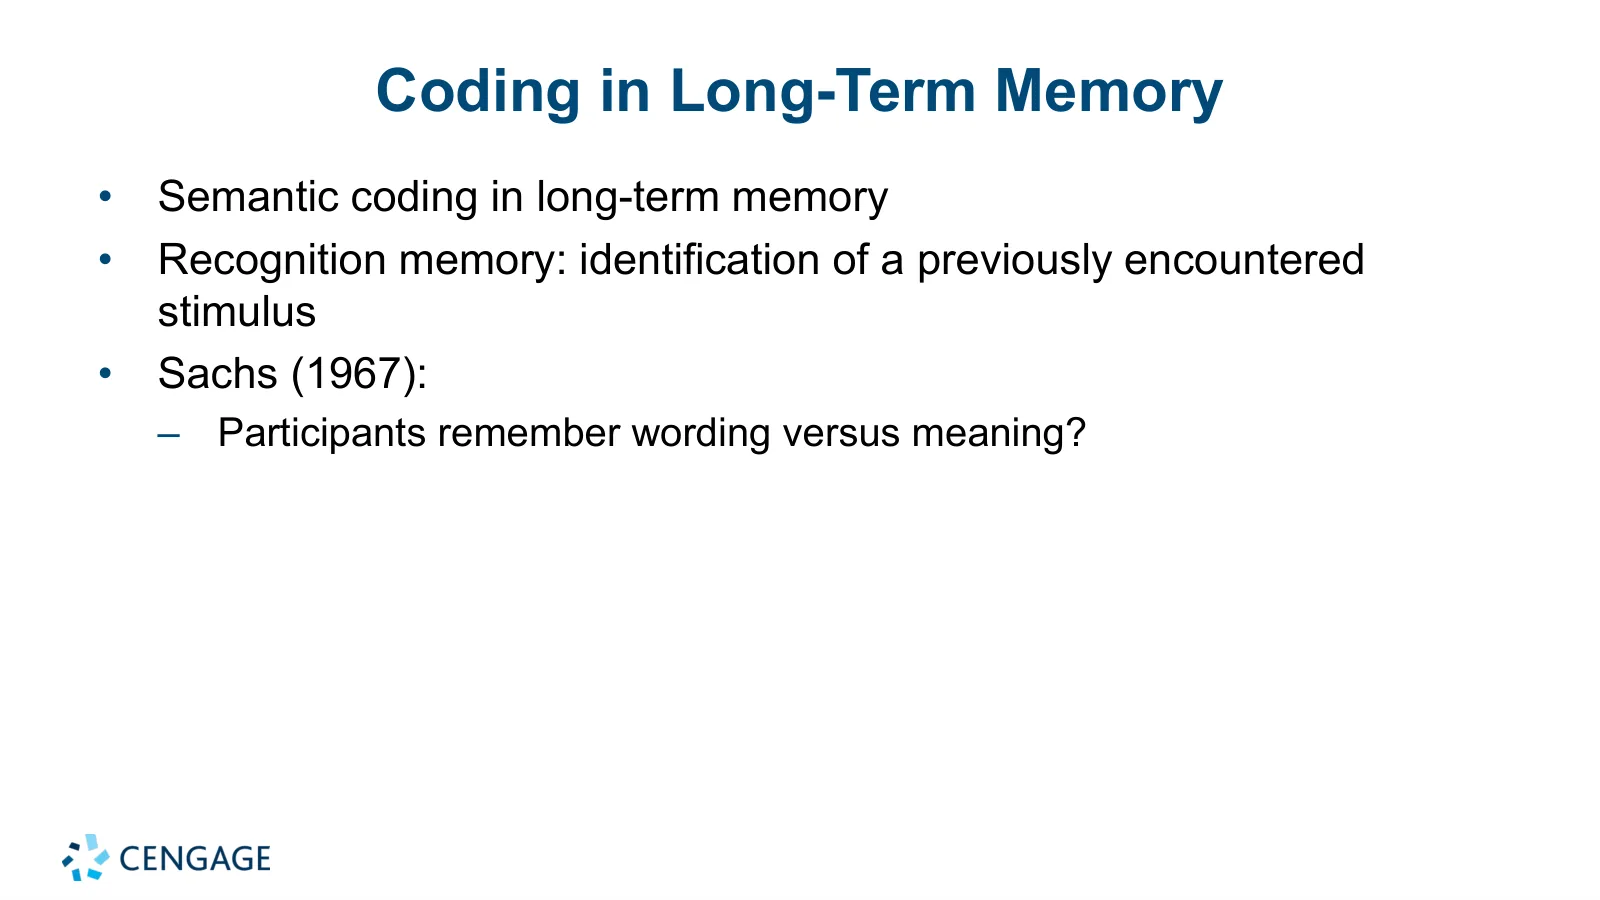 Coding in Long-Term Memory
• Semantic coding in long-term memory
• Recognition memory: identification of a previously encountered
stimulus
• Sachs (1967):
– Participants remember wording versus meaning?
CENGAGE